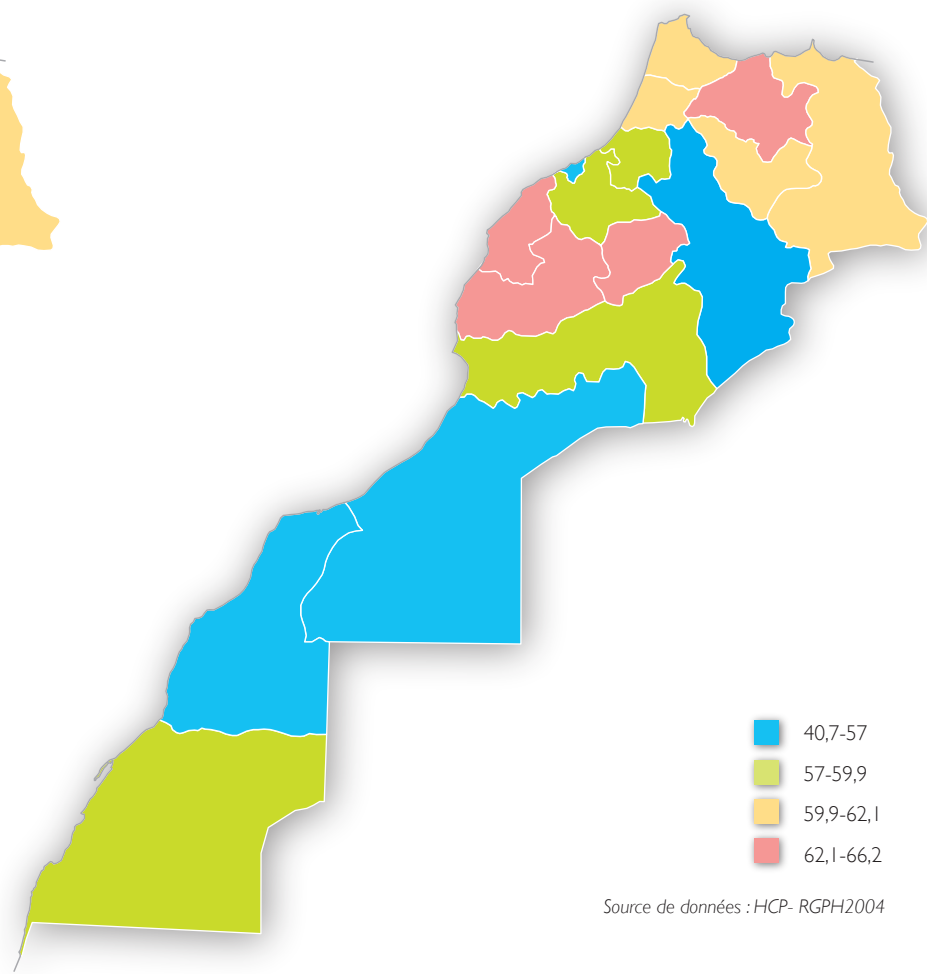 40,7-57
57-59,9
59,9-62,1
62,1-66,2
Source de données : HCP- RGPH2004